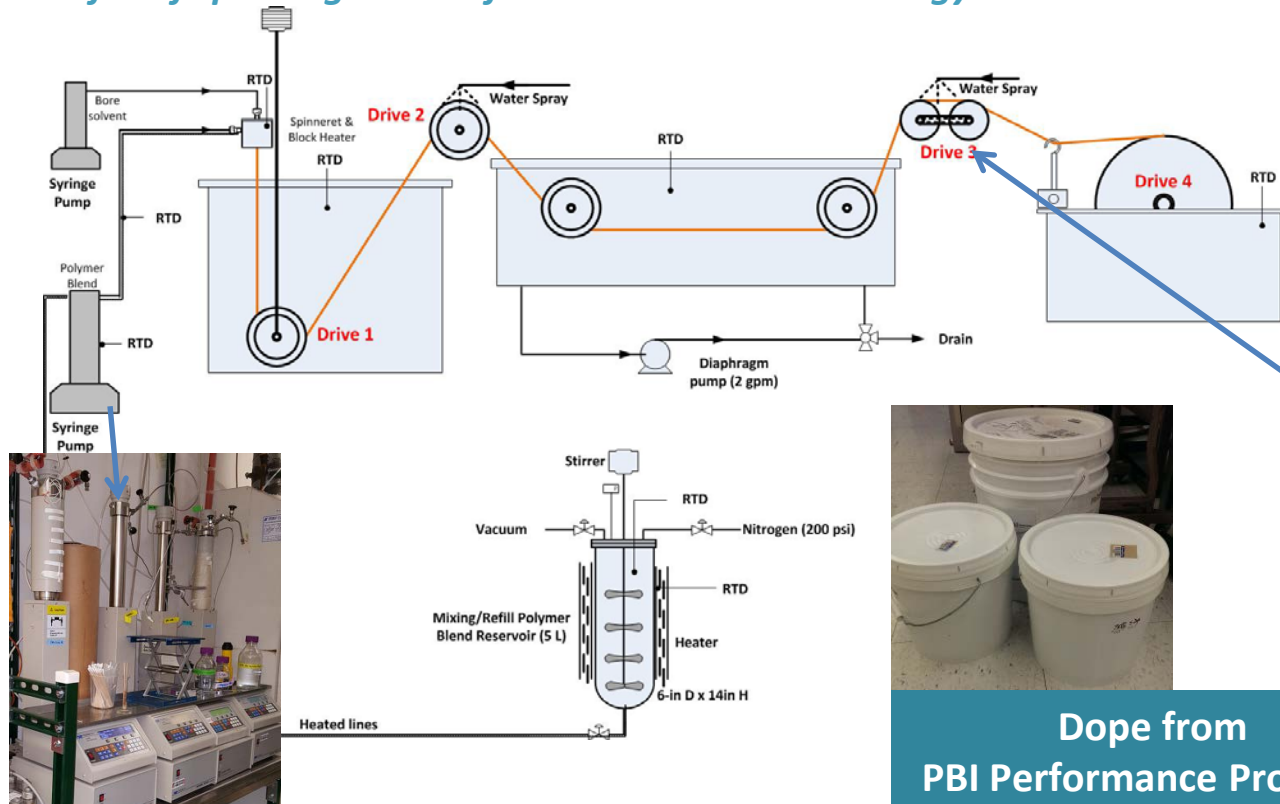 RTD
Bore
solvent
Syringe
Pump
Spinneret &
Block Heater
RTD
RTD
Polymer
Blend
RTD
Syringe
Pump
Drive 1
Drive 2
Water Spray
RTD
Diaphragm
pump (2 gpm)
Drain
Water Spray
Drive 3
Drive 4
RTD
Stirrer
RTD
Vacuum
Nitrogen (200 psi)
RTD
Mixing/Refill Polymer
Blend Reservoir (5 L)
Heater
6-in D x 14in H
Heated lines
Dope from
PBI Performance